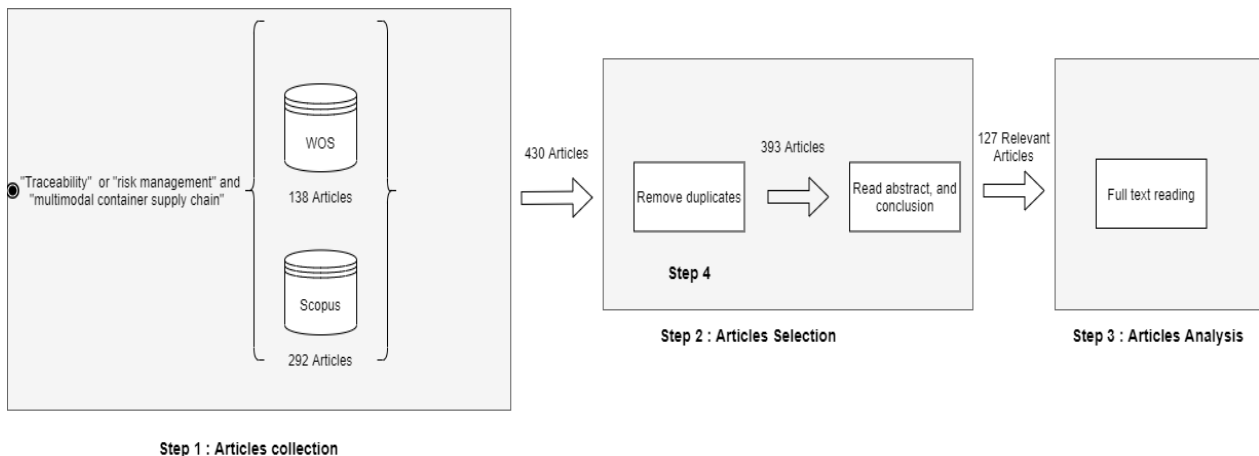 "Traceability" or "risk management" and
"multimodal container supply chain"
WOS
138 Articles
Scopus
292 Articles
Step 1 : Articles collection
430 Articles
Remove duplicates
393 Articles
Read abstract, and
conclusion
Step 4
Step 2 : Articles Selection
127 Relevant
Articles
Full text reading
Step 3 : Articles Analysis